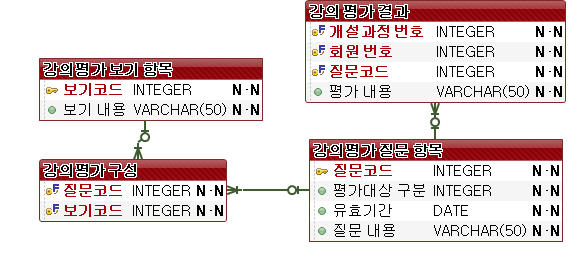 강의 평가 결과
개설 과정 번호 INTEGER N·N
회원 번호 INTEGER N·N
질문코드 INTEGER N·N
평가 내용 VARCHAR(50) N·N
강의평가 보기 항목
보기코드 INTEGER N·N
보기 내용 VARCHAR(50) N·N
강의평가 구성
질문코드 INTEGER N·N
보기코드 INTEGER N·N
강의평가 질문 항목
질문코드 INTEGER N·N
평가대상 구분 INTEGER N·N
유효기간 DATE N·N
질문 내용 VARCHAR(50) N·N